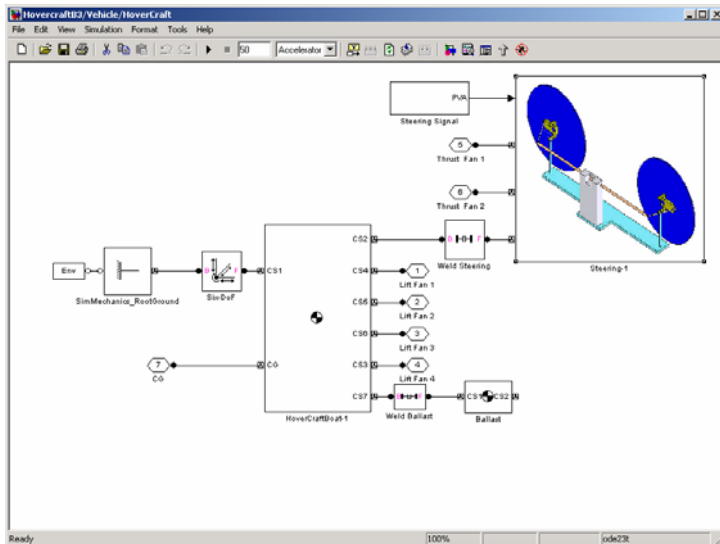 HovercraftB3/Vehicle/HoverCraft
File Edit View Simulation Format Tools Help
50 Accelerator
PVA
Steering Signal
5
Thrust Fan 1
6
Thrust Fan 2
Steering-1
Env
SimMechanics_RootGround
B F
Six-DoF
CS1
CS2
B F
Weld Steering
CS4
1
Lift Fan 1
CS5
2
Lift Fan 2
CS6
3
Lift Fan 3
7
CG
CG
CS3
4
Lift Fan 4
CS7
B F
Weld Ballast
CS1 CS2
Ballast
HoverCraftBoat-1
Ready 100% ode23t